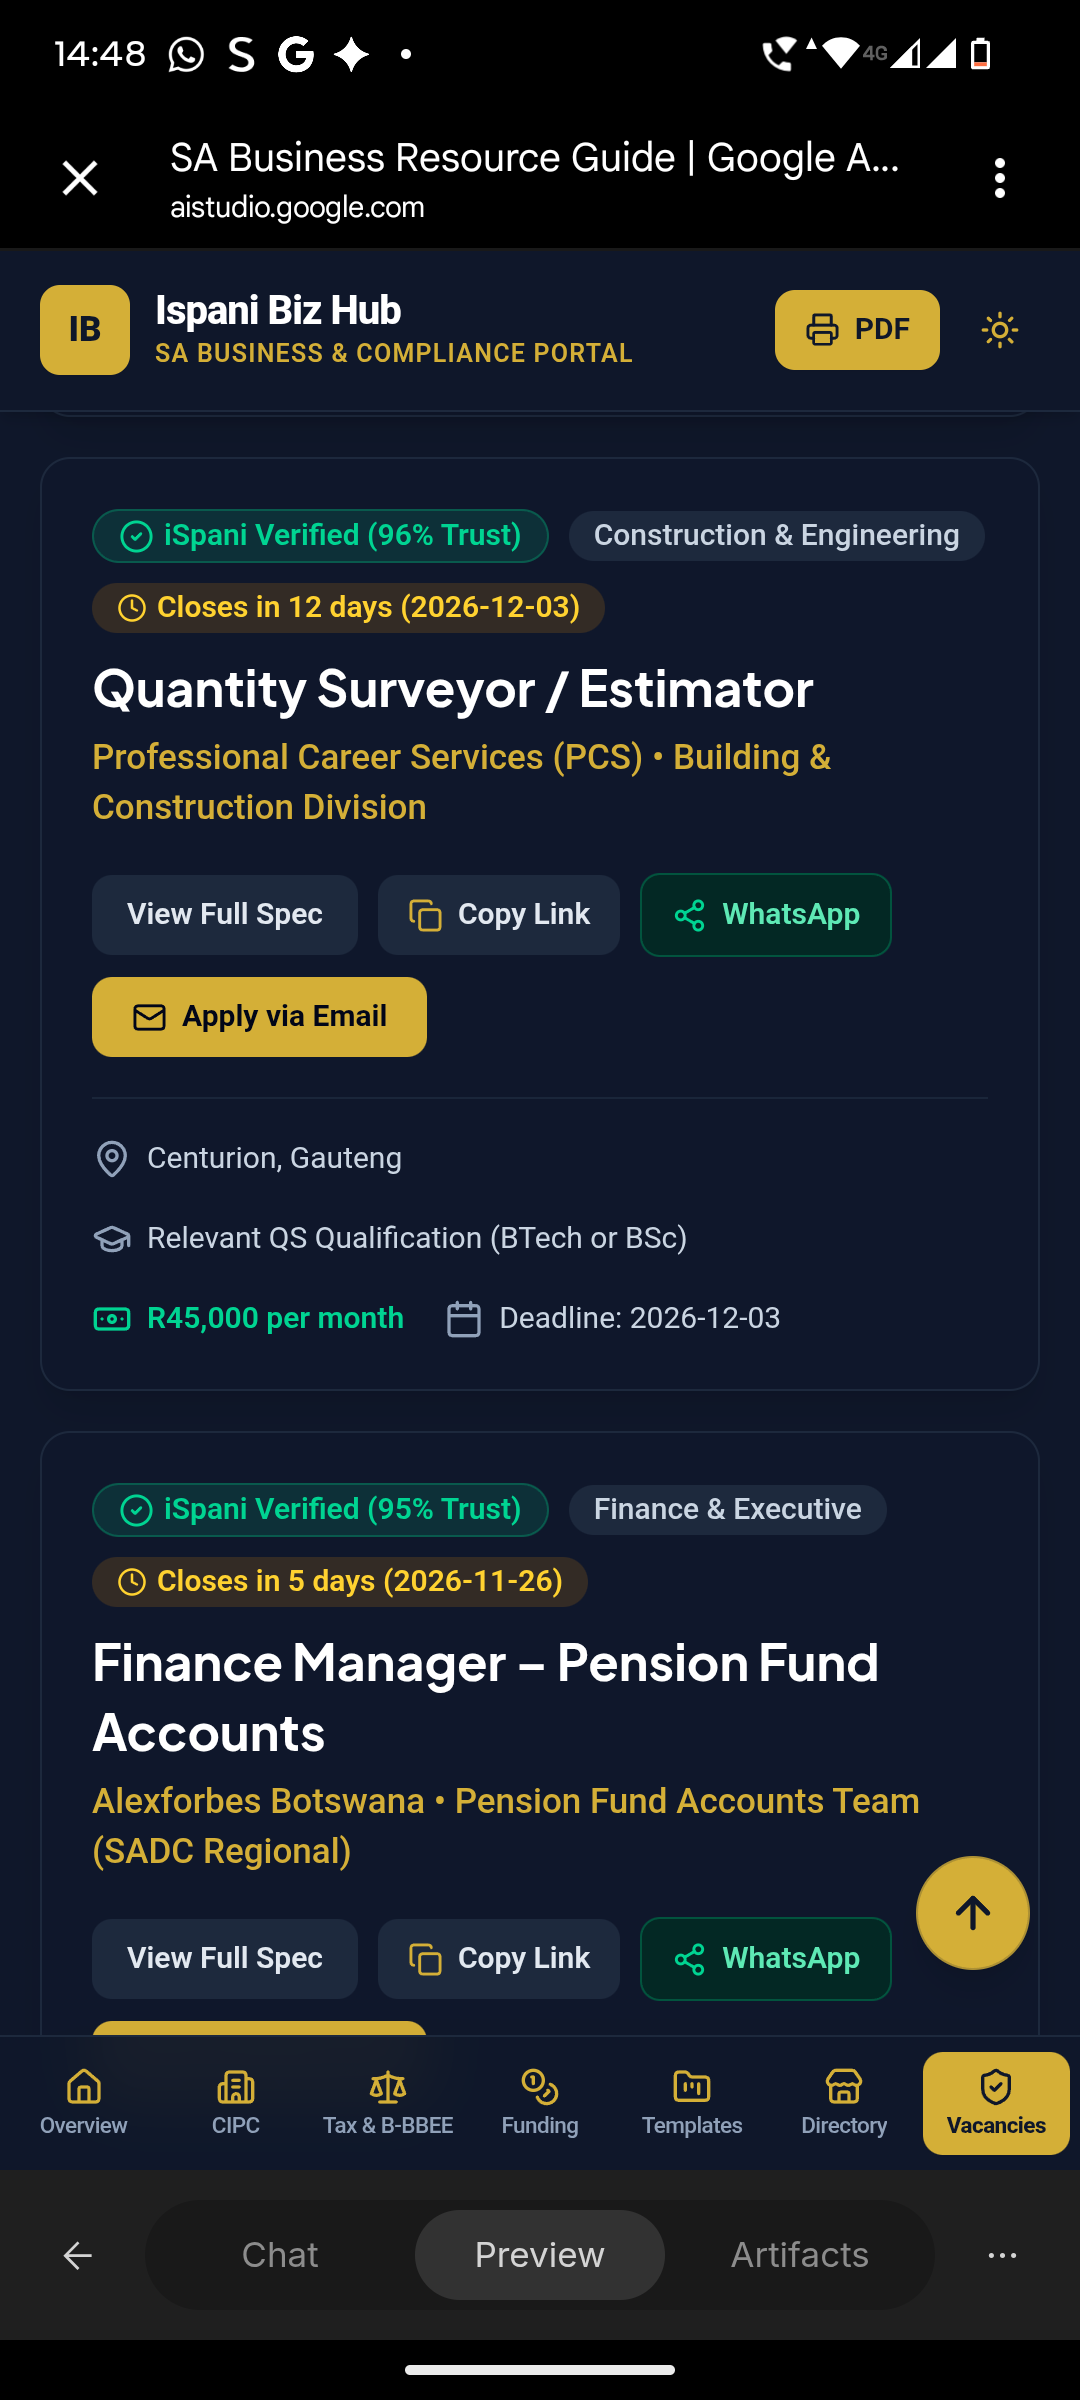 14:48
4G
SA Business Resource Guide | Google A...
aistudio.google.com
IB
Ispani Biz Hub
SA BUSINESS & COMPLIANCE PORTAL
PDF
iSpani Verified (96% Trust)
Construction & Engineering
Closes in 12 days (2026-12-03)
Quantity Surveyor / Estimator
Professional Career Services (PCS) • Building &
Construction Division
View Full Spec
Copy Link
WhatsApp
Apply via Email
Centurion, Gauteng
Relevant QS Qualification (BTech or BSc)
R45,000 per month
Deadline: 2026-12-03
iSpani Verified (95% Trust)
Finance & Executive
Closes in 5 days (2026-11-26)
Finance Manager – Pension Fund
Accounts
Alexforbes Botswana • Pension Fund Accounts Team
(SADC Regional)
View Full Spec
Copy Link
WhatsApp
Overview
CIPC
Tax & B-BBEE
Funding
Templates
Directory
Vacancies
Chat
Preview
Artifacts